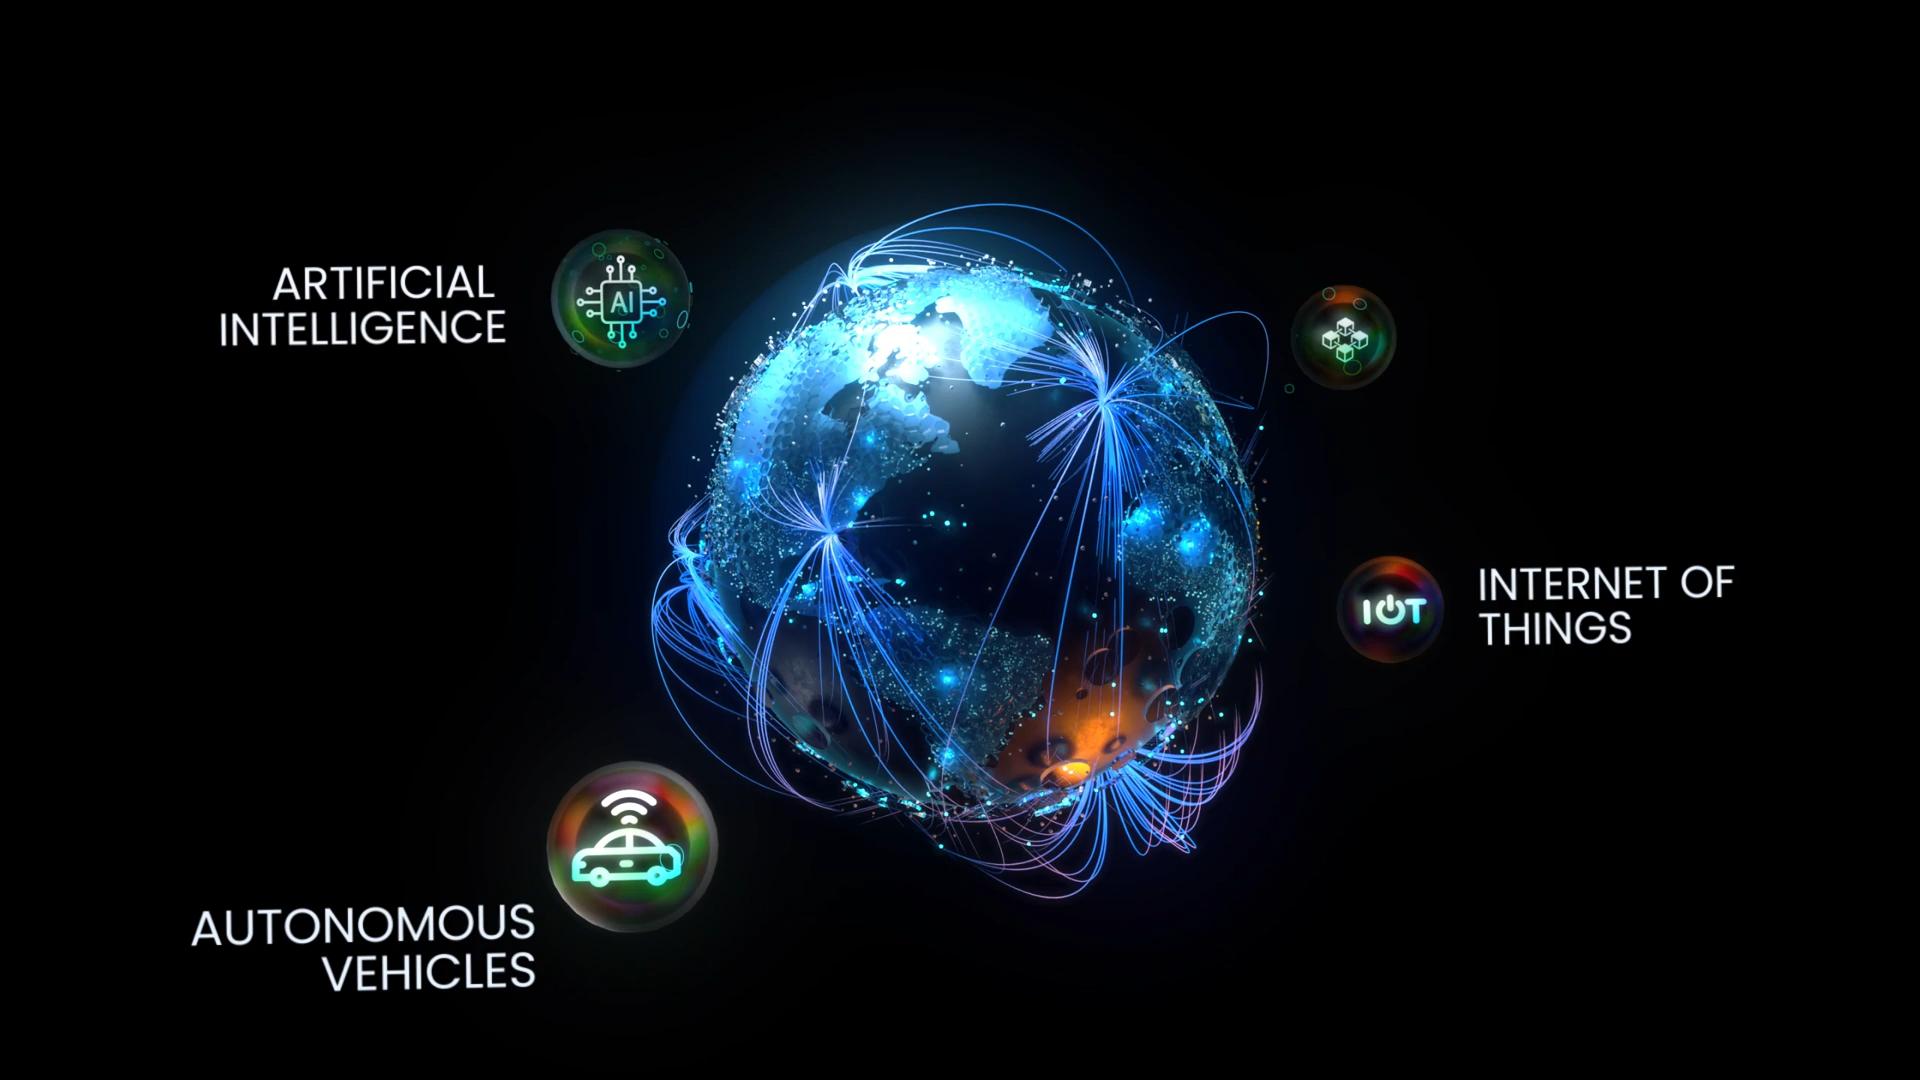 ARTIFICIAL
INTELLIGENCE
AI
IOT
INTERNET OF
THINGS
AUTONOMOUS
VEHICLES